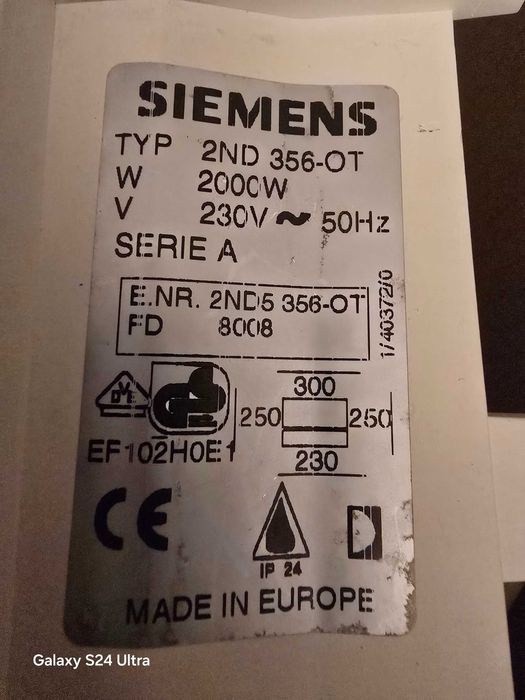 SIEMENS
TYP 2ND 356-OT
W 2000W
V 230V ~ 50Hz
SERIE A
E.NR. 2ND5 356-OT
FD 8008
1/40372/0
300
250 250
230
EF102H0E1
CE
IP 24
MADE IN EUROPE
Galaxy S24 Ultra